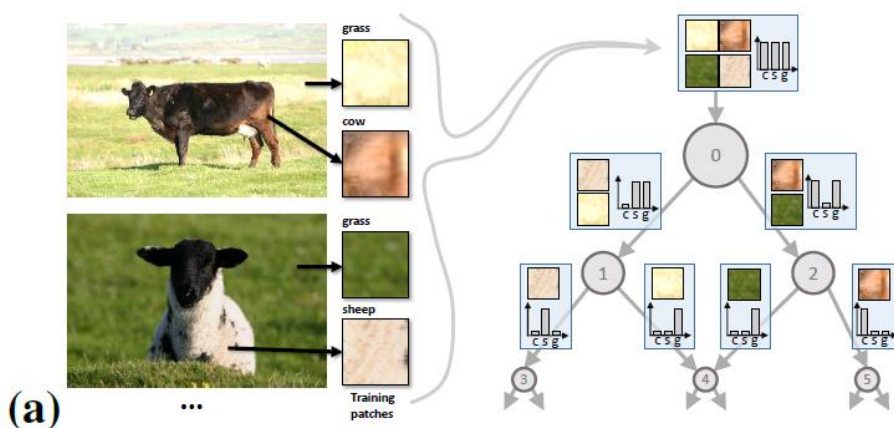 grass
cow
grass
sheep
Training
patches
...
(a)
c s g
0
c s g
c s g
1
2
c s g
c s g
c s g
c s g
3
4
5